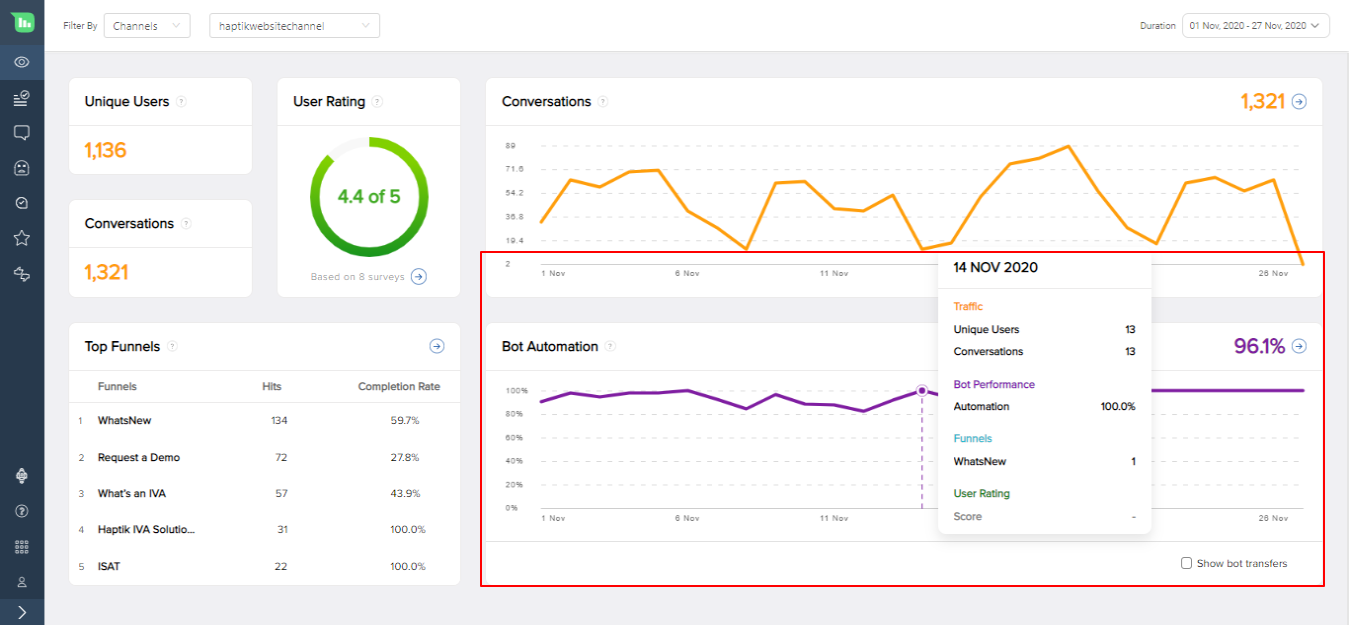 Filter By Channels haptikwebsitechannel Duration 01 Nov, 2020 - 27 Nov, 2020
Unique Users ?
1,136
Conversations ?
1,321
User Rating ?
4.4 of 5
Based on 8 surveys
Conversations ? 1,321
89
71.6
54.2
36.8
19.4
2
1 Nov 6 Nov 11 Nov 26 Nov
Top Funnels ?
Funnels Hits Completion Rate
1 WhatsNew 134 59.7%
2 Request a Demo 72 27.8%
3 What's an IVA 57 43.9%
4 Haptik IVA Solutio... 31 100.0%
5 ISAT 22 100.0%
Bot Automation ? 96.1%
100%
80%
60%
40%
20%
0%
1 Nov 6 Nov 11 Nov 26 Nov
14 NOV 2020
Traffic
Unique Users 13
Conversations 13
Bot Performance
Automation 100.0%
Funnels
WhatsNew 1
User Rating
Score -
Show bot transfers